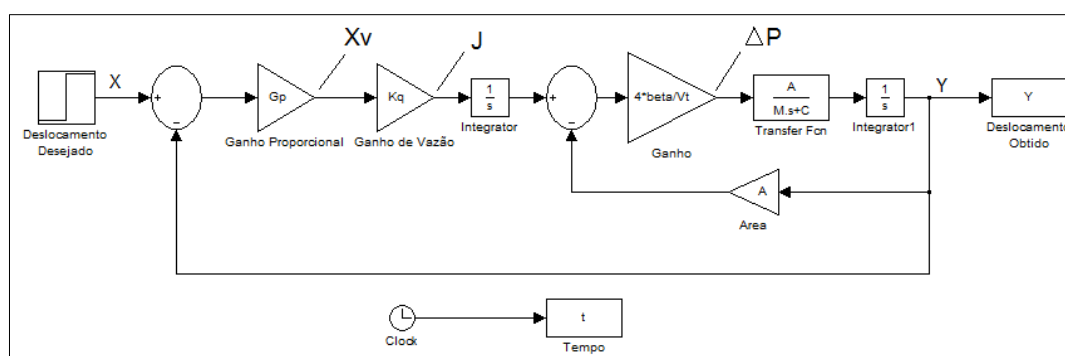 Xv
J
△P
X
+
−
Gp
Kq
1
s
+
−
4*beta/Vt
A
M.s+C
1
s
Y
Y
Deslocamento
Desejado
Ganho Proporcional
Ganho de Vazão
Integrator
Ganho
Transfer Fcn
Integrator1
Deslocamento
Obtido
A
Area
Clock
t
Tempo